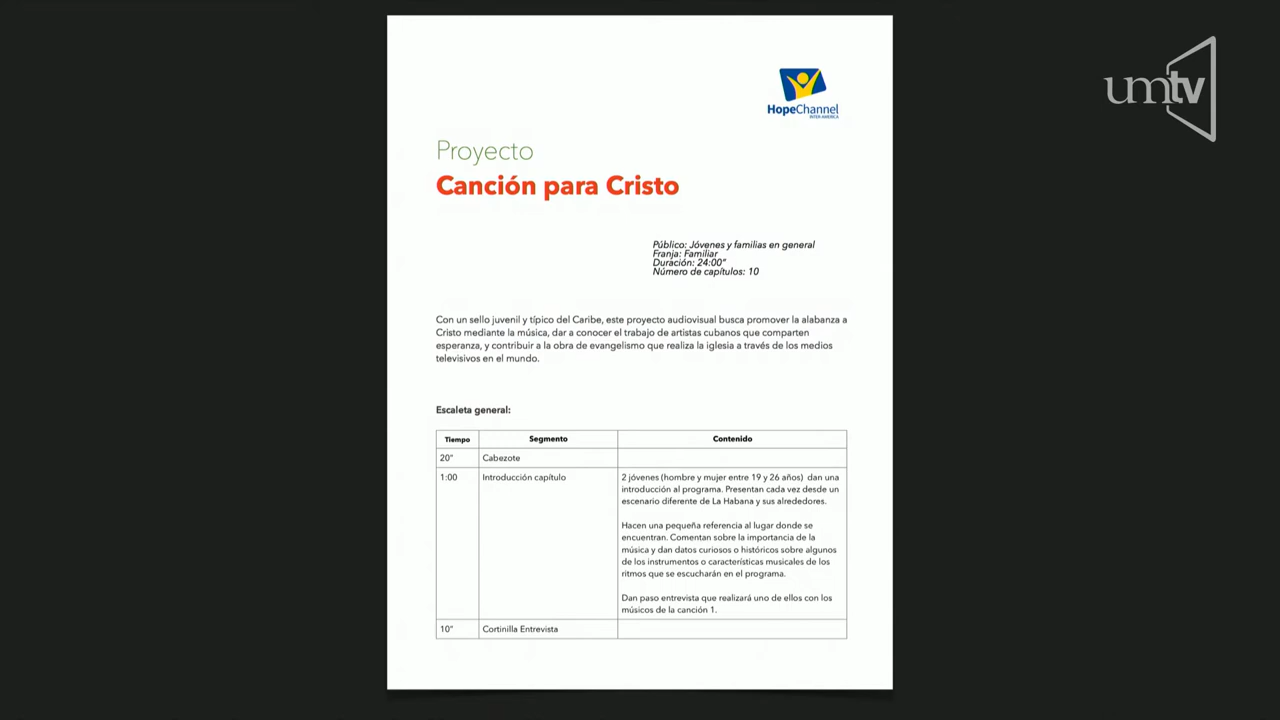 HopeChannel
INTER-AMERICA
umtv
Proyecto
Canción para Cristo
Público: Jóvenes y familias en general
Franja: Familiar
Duración: 24:00”
Número de capítulos: 10
Con un sello juvenil y típico del Caribe, este proyecto audiovisual busca promover la alabanza a
Cristo mediante la música, dar a conocer el trabajo de artistas cubanos que comparten
esperanza, y contribuir a la obra de evangelismo que realiza la iglesia a través de los medios
televisivos en el mundo.
Escaleta general:
Tiempo Segmento Contenido
20” Cabezote
1:00 Introducción capítulo 2 jóvenes (hombre y mujer entre 19 y 26 años) dan una
introducción al programa. Presentan cada vez desde un
escenario diferente de La Habana y sus alrededores.
Hacen una pequeña referencia al lugar donde se
encuentran. Comentan sobre la importancia de la
música y dan datos curiosos o históricos sobre algunos
de los instrumentos o características musicales de los
ritmos que se escucharán en el programa.
Dan paso entrevista que realizará uno de ellos con los
músicos de la canción 1.
10” Cortinilla Entrevista